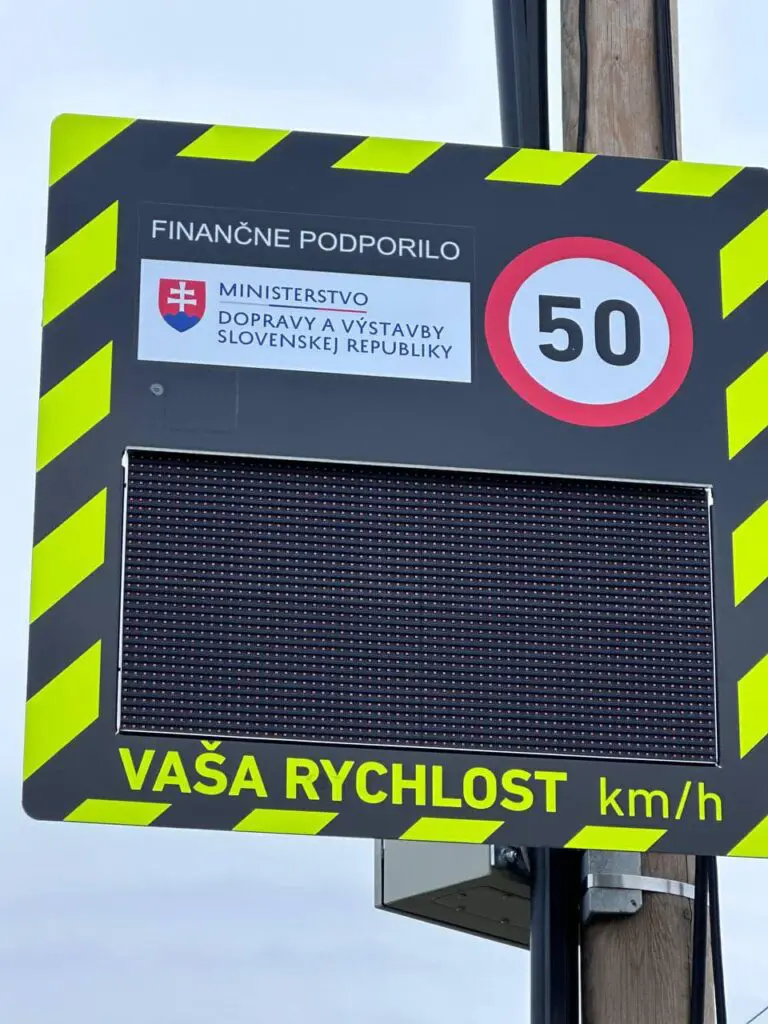 FINANČNE PODPORILO
MINISTERSTVO
DOPRAVY A VÝSTAVBY
SLOVENSKEJ REPUBLIKY
50
VAŠA RYCHLOST km/h